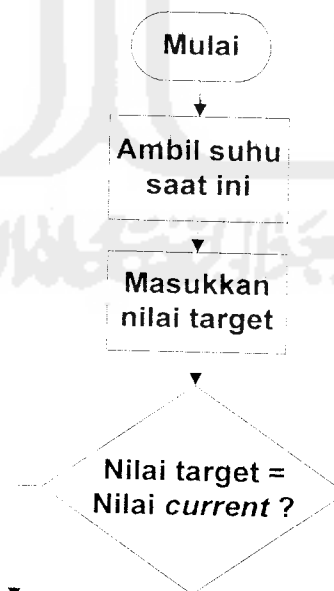 Mulai
Ambil suhu
saat ini
Masukkan
nilai target
Nilai target =
Nilai current ?